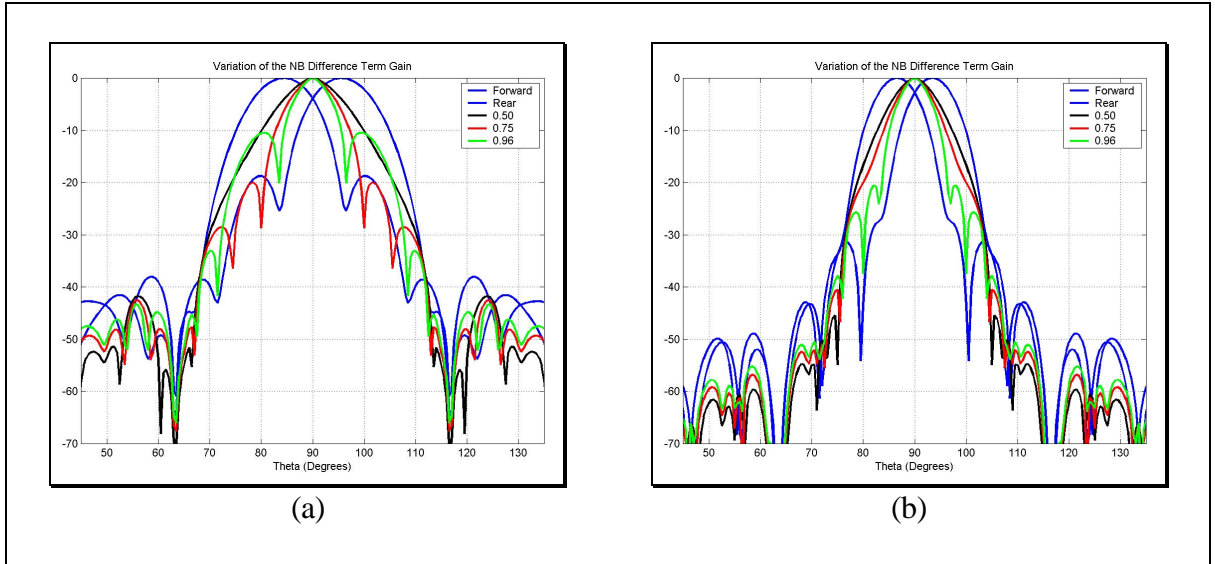 Variation of the NB Difference Term Gain
0
-10
-20
-30
-40
-50
-60
-70
Forward
Rear
0.50
0.75
0.96
50 60 70 80 90 100 110 120 130
Theta (Degrees)
(a)
Variation of the NB Difference Term Gain
0
-10
-20
-30
-40
-50
-60
-70
Forward
Rear
0.50
0.75
0.96
50 60 70 80 90 100 110 120 130
Theta (Degrees)
(b)